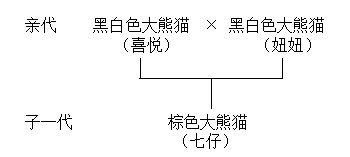 亲代 黑白色大熊猫 × 黑白色大熊猫
(喜悦) (妞妞)
子一代 棕色大熊猫
(七仔)